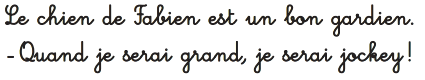 Le chien de Fabien est un bon gardien.
- Quand je serai grand, je serai jockey!